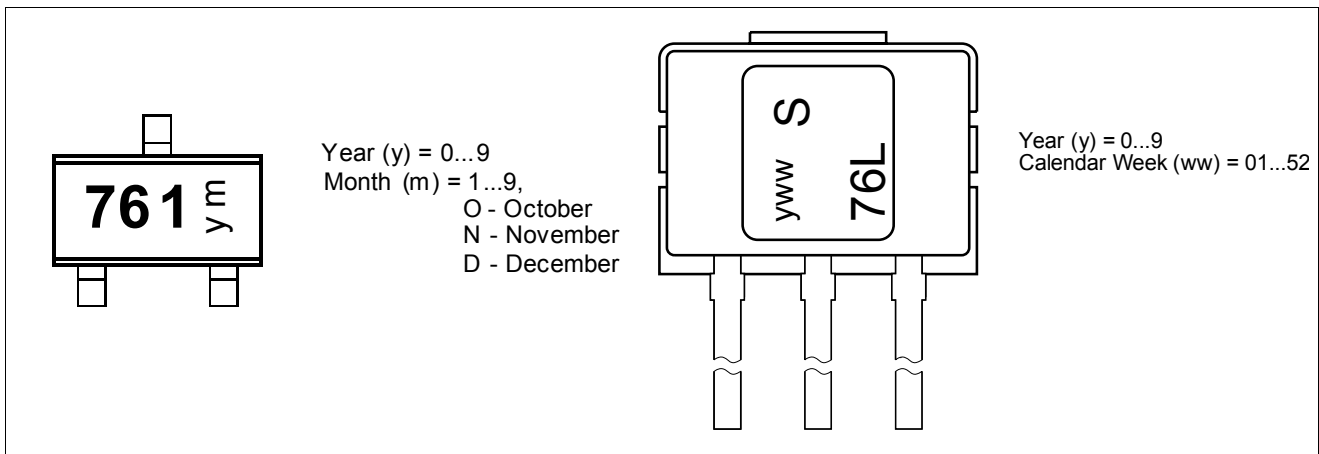 761 y m
Year (y) = 0...9
Month (m) = 1...9,
O - October
N - November
D - December
yww S
76L
Year (y) = 0...9
Calendar Week (ww) = 01...52